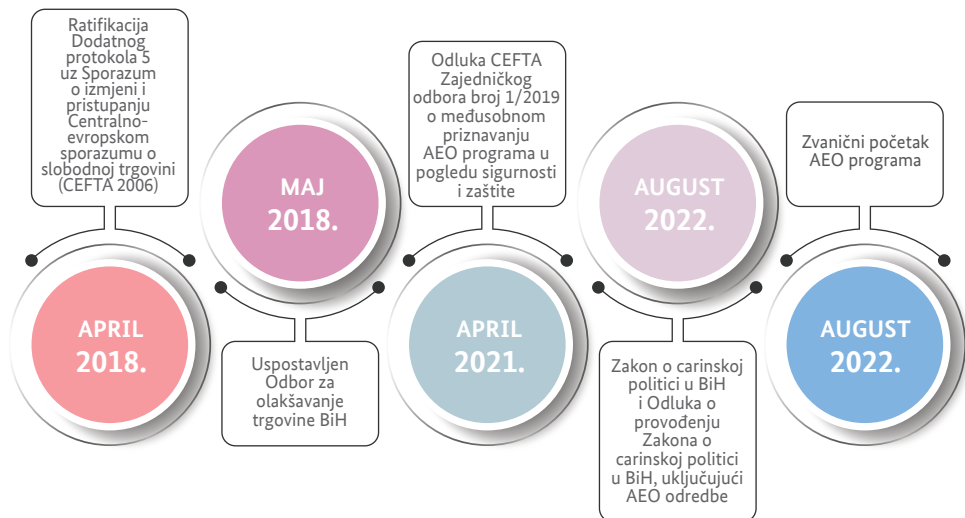 Ratifikacija
Dodatnog
protokola 5
uz Sporazum
o izmjeni i
pristupanju
Centralno-
evropskom
sporazumu o
slobodnoj trgovini
(CEFTA 2006)
APRIL
2018.
MAJ
2018.
Uspostavljen
Odbor za
olakšavanje
trgovine BiH
Odluka CEFTA
Zajedničkog
odbora broj 1/2019
o međusobnom
priznavanju
AEO programa u
pogledu sigurnosti
i zaštite
APRIL
2021.
AUGUST
2022.
Zakon o carinskoj
politici u BiH
i Odluka o
provođenju
Zakona o
carinskoj politici
u BiH, uključujući
AEO odredbe
Zvanični početak
AEO programa
AUGUST
2022.